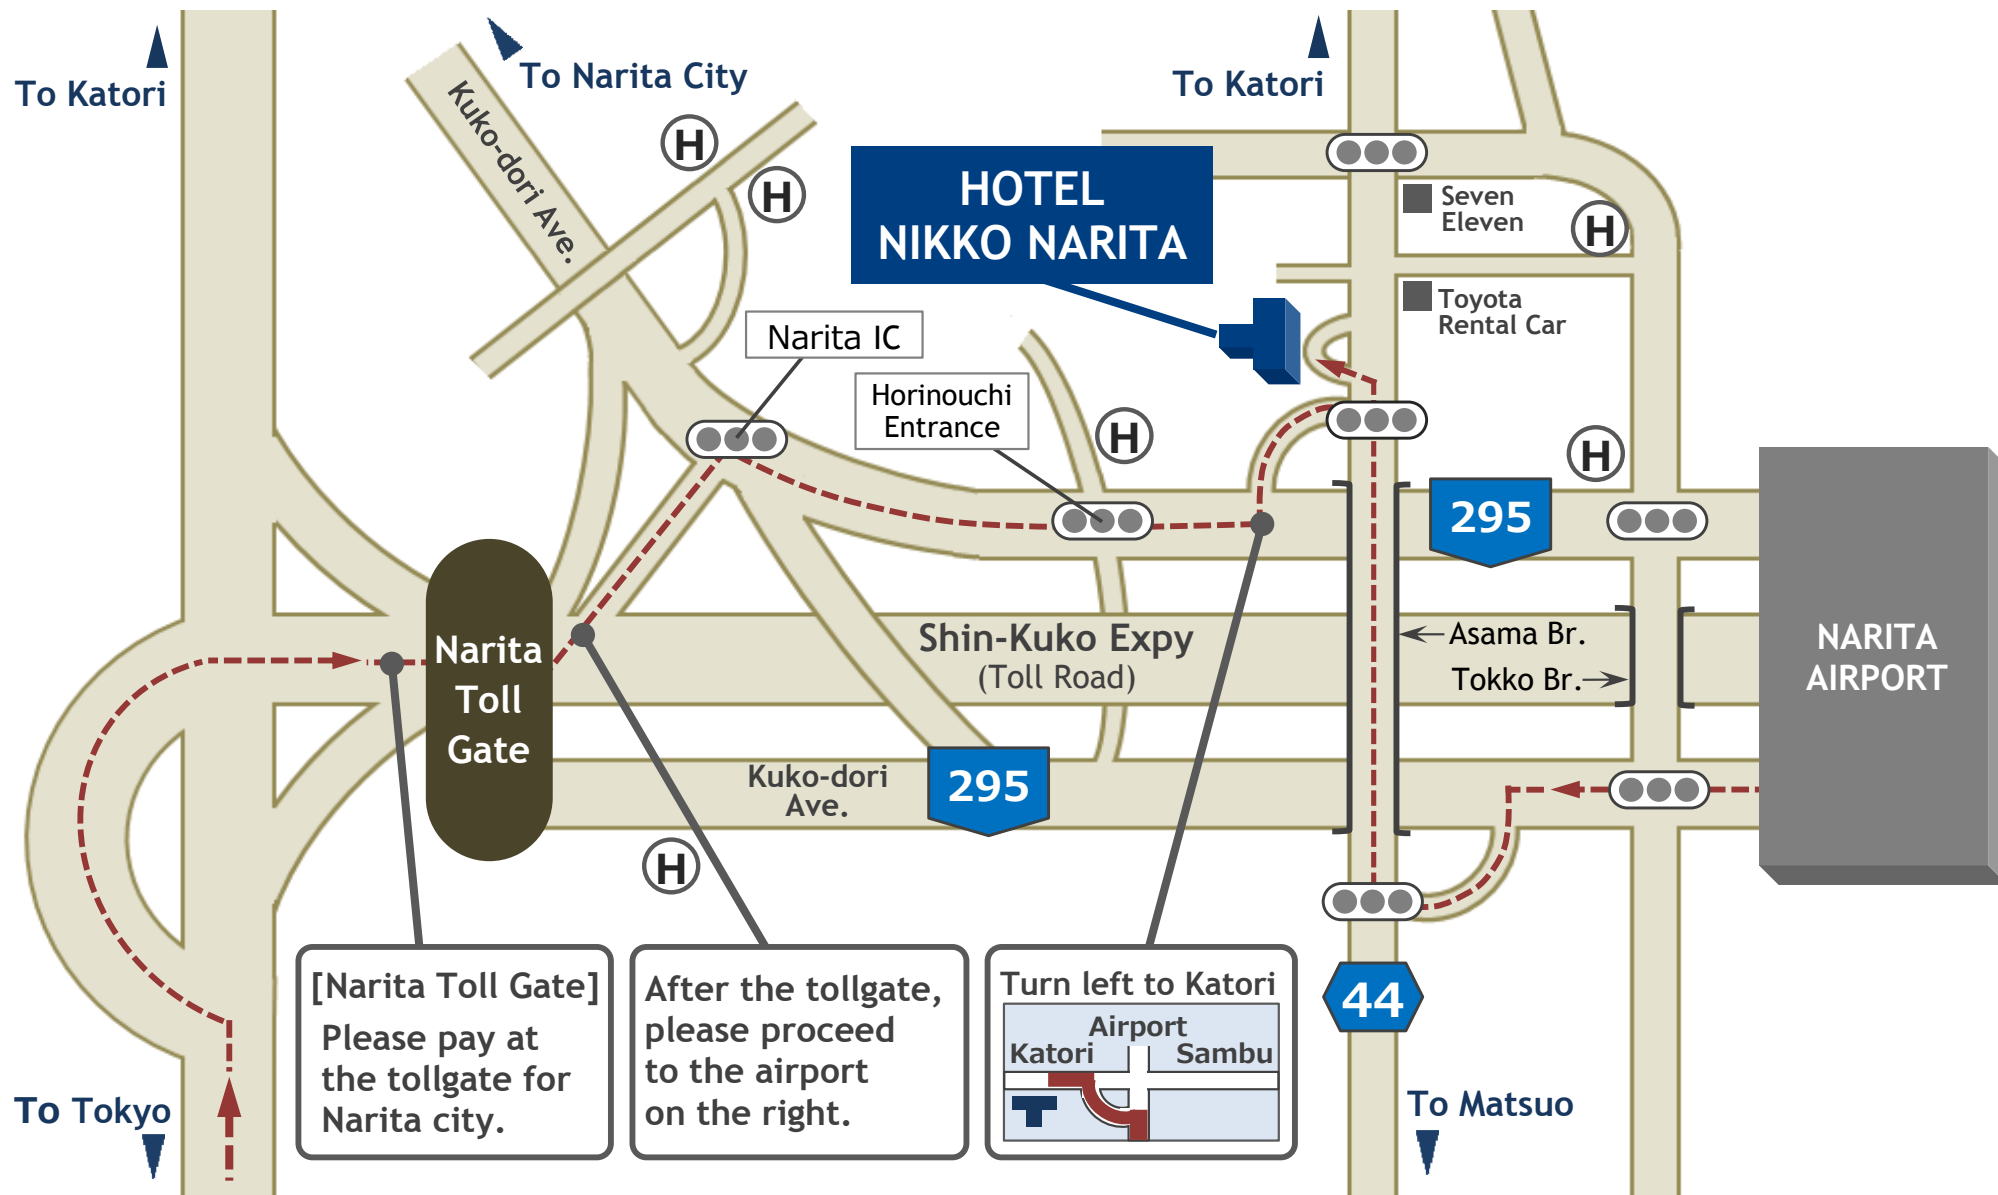 To Katori
To Narita City
Kuko-dori Ave.
H
H
To Katori
HOTEL
NIKKO NARITA
Seven
Eleven
H
Toyota
Rental Car
Narita IC
Horinouchi
Entrance
H
H
295
Narita
Toll
Gate
Shin-Kuko Expy
(Toll Road)
Asama Br.
Tokko Br.
NARITA
AIRPORT
Kuko-dori
Ave.
295
H
[Narita Toll Gate]
Please pay at
the tollgate for
Narita city.
After the tollgate,
please proceed
to the airport
on the right.
Turn left to Katori
Airport
Katori
Sambu
44
To Tokyo
To Matsuo